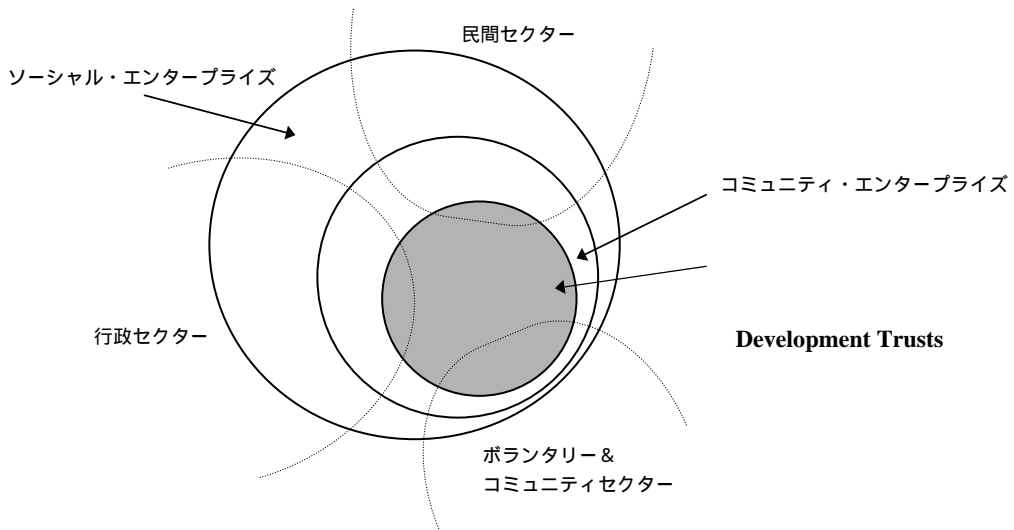 民間セクター
ソーシャル・エンタープライズ
コミュニティ・エンタープライズ
行政セクター
Development Trusts
ボランタリー&
コミュニティセクター